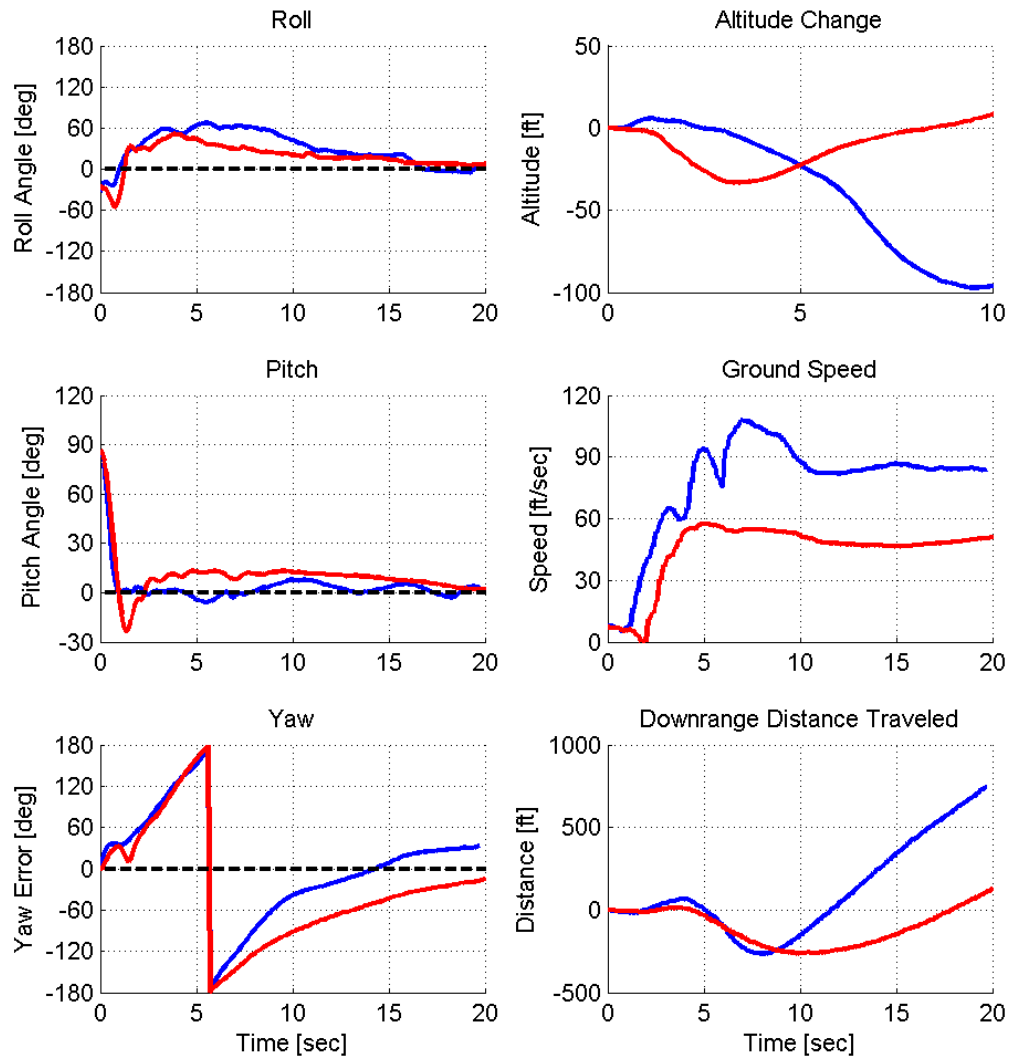 Roll
Roll Angle [deg]
180
120
60
0
-60
-120
-180
0 5 10 15 20
Altitude Change
Altitude [ft]
50
0
-50
-100
0 5 10
Pitch
Pitch Angle [deg]
120
90
60
30
0
-30
0 5 10 15 20
Ground Speed
Speed [ft/sec]
120
90
60
30
0
0 5 10 15 20
Yaw
Yaw Error [deg]
180
120
60
0
-60
-120
-180
0 5 10 15 20
Time [sec]
Downrange Distance Traveled
Distance [ft]
1000
500
0
-500
0 5 10 15 20
Time [sec]